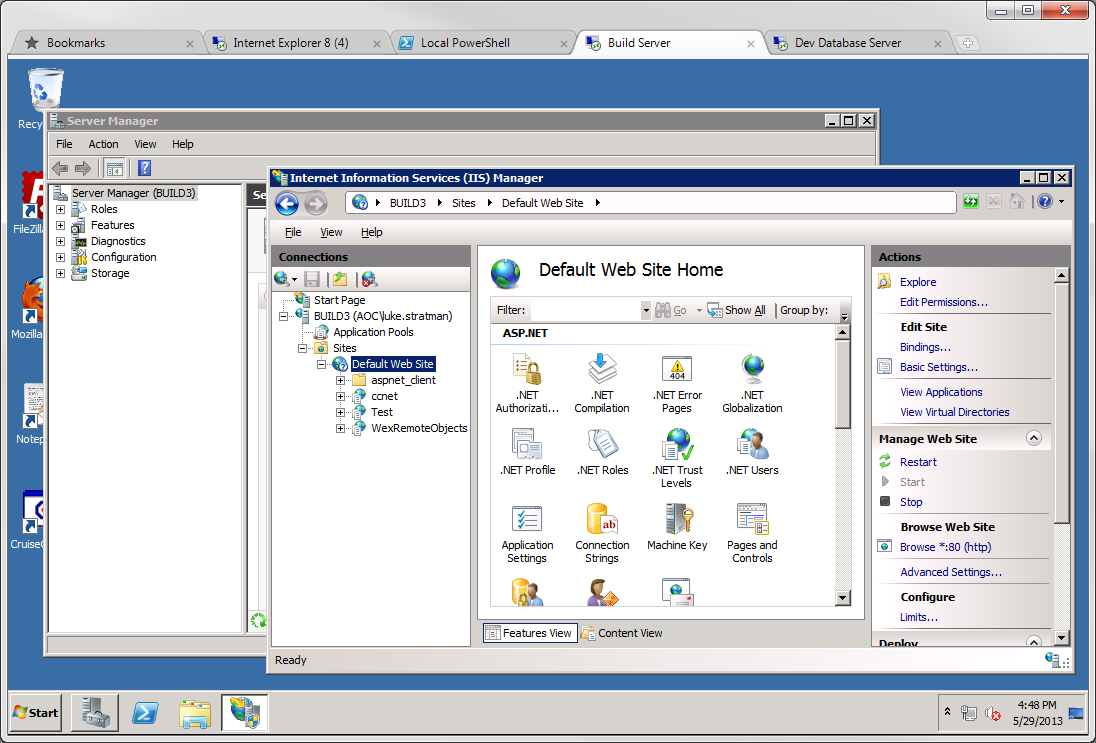 Bookmarks
Internet Explorer 8 (4)
Local PowerShell
Build Server
Dev Database Server
Recy
FileZilla
Mozilla
Notep
Server Manager
File Action View Help
Server Manager (BUILD3)
Roles
Features
Diagnostics
Configuration
Storage
Se
Internet Information Services (IIS) Manager
BUILD3 Sites Default Web Site
File View Help
Connections
Start Page
BUILD3 (AOC\luke.stratman)
Application Pools
Sites
Default Web Site
aspnet_client
ccnet
Test
WexRemoteObjects
Default Web Site Home
Filter: Go Show All Group by:
ASP.NET
.NET Authorizati...
.NET Compilation
.NET Error Pages
.NET Globalization
.NET Profile
.NET Roles
.NET Trust Levels
.NET Users
Application Settings
Connection Strings
Machine Key
Pages and Controls
Features View
Content View
Actions
Explore
Edit Permissions...
Edit Site
Bindings...
Basic Settings...
View Applications
View Virtual Directories
Manage Web Site
Restart
Start
Stop
Browse Web Site
Browse *:80 (http)
Advanced Settings...
Configure
Limits...
Deploy
Ready
Start
4:48 PM
5/29/2013